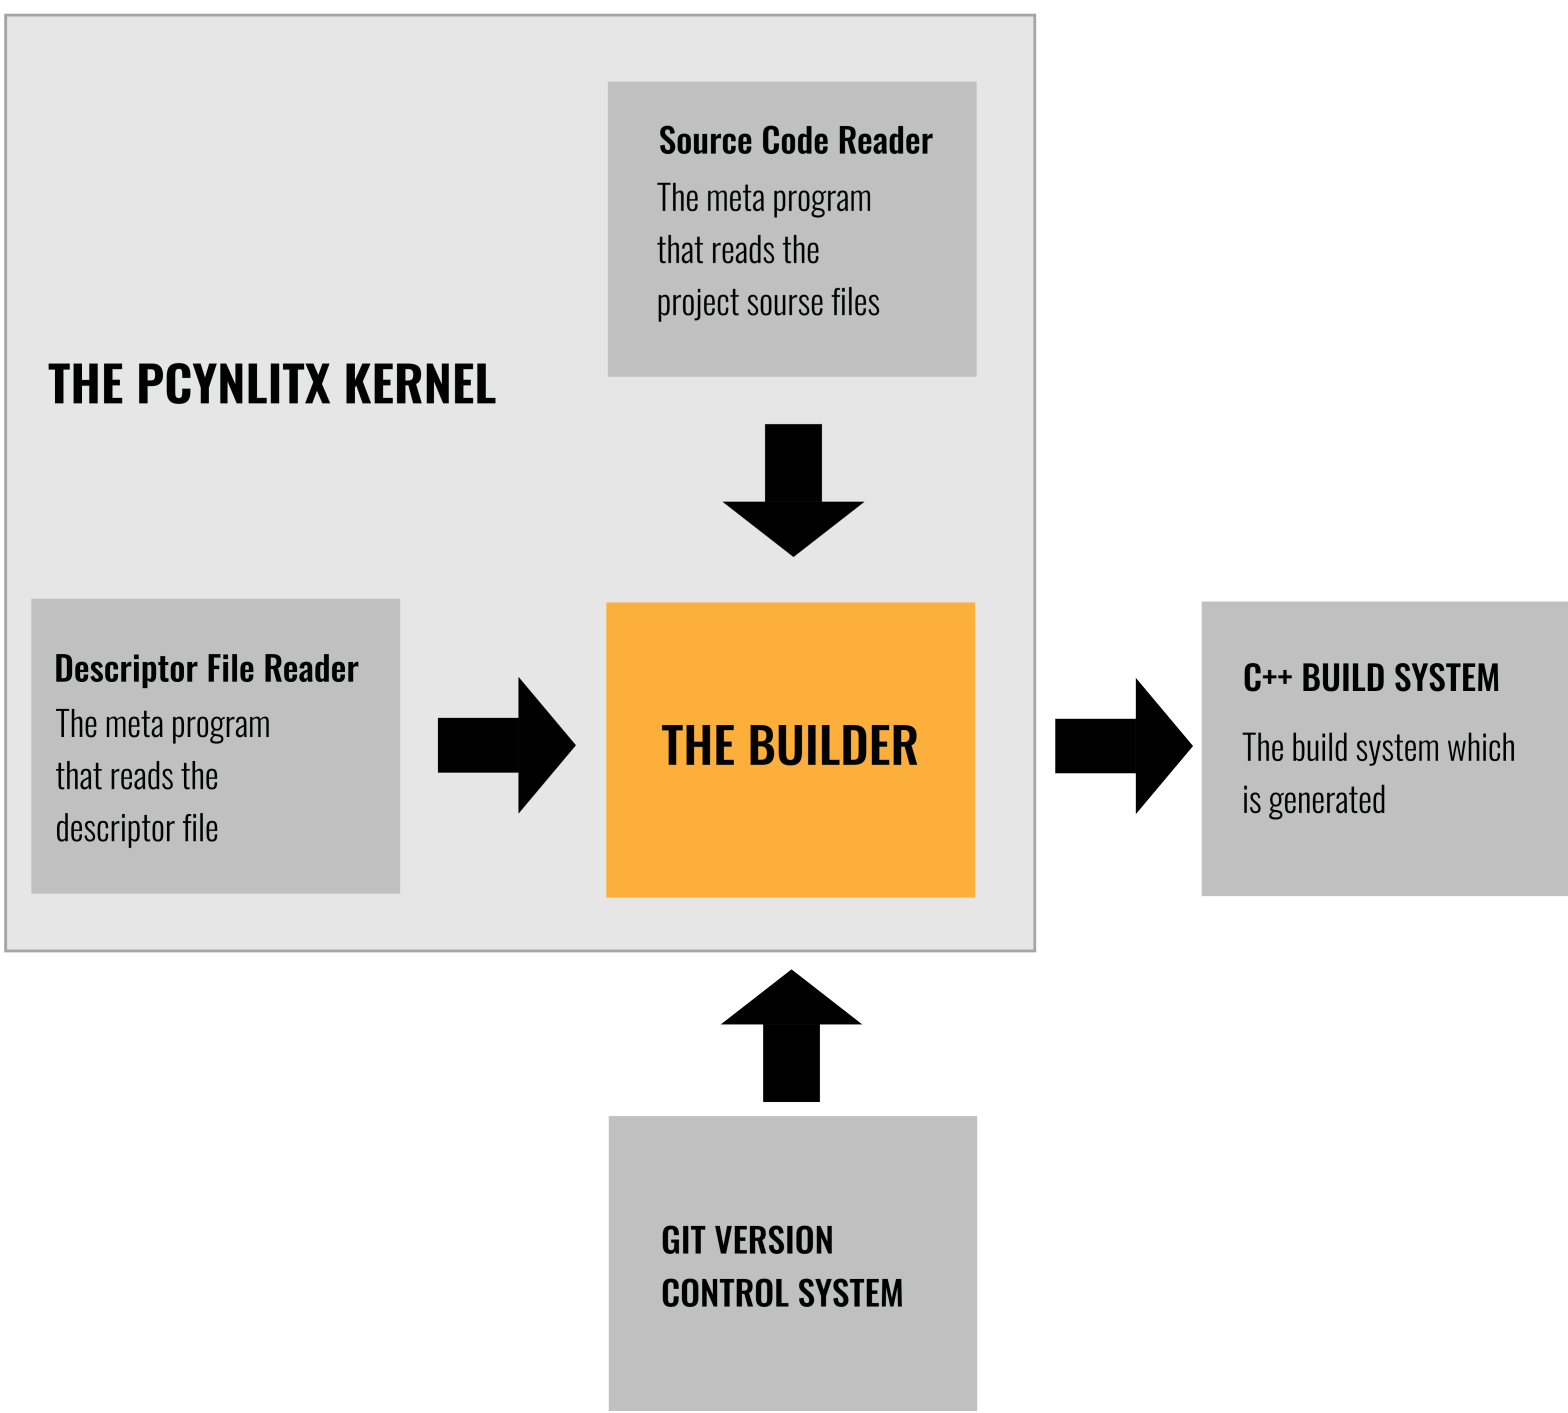 Source Code Reader
The meta program
that reads the
project sourse files
THE PCYNLITX KERNEL
Descriptor File Reader
The meta program
that reads the
descriptor file
THE BUILDER
C++ BUILD SYSTEM
The build system which
is generated
GIT VERSION
CONTROL SYSTEM